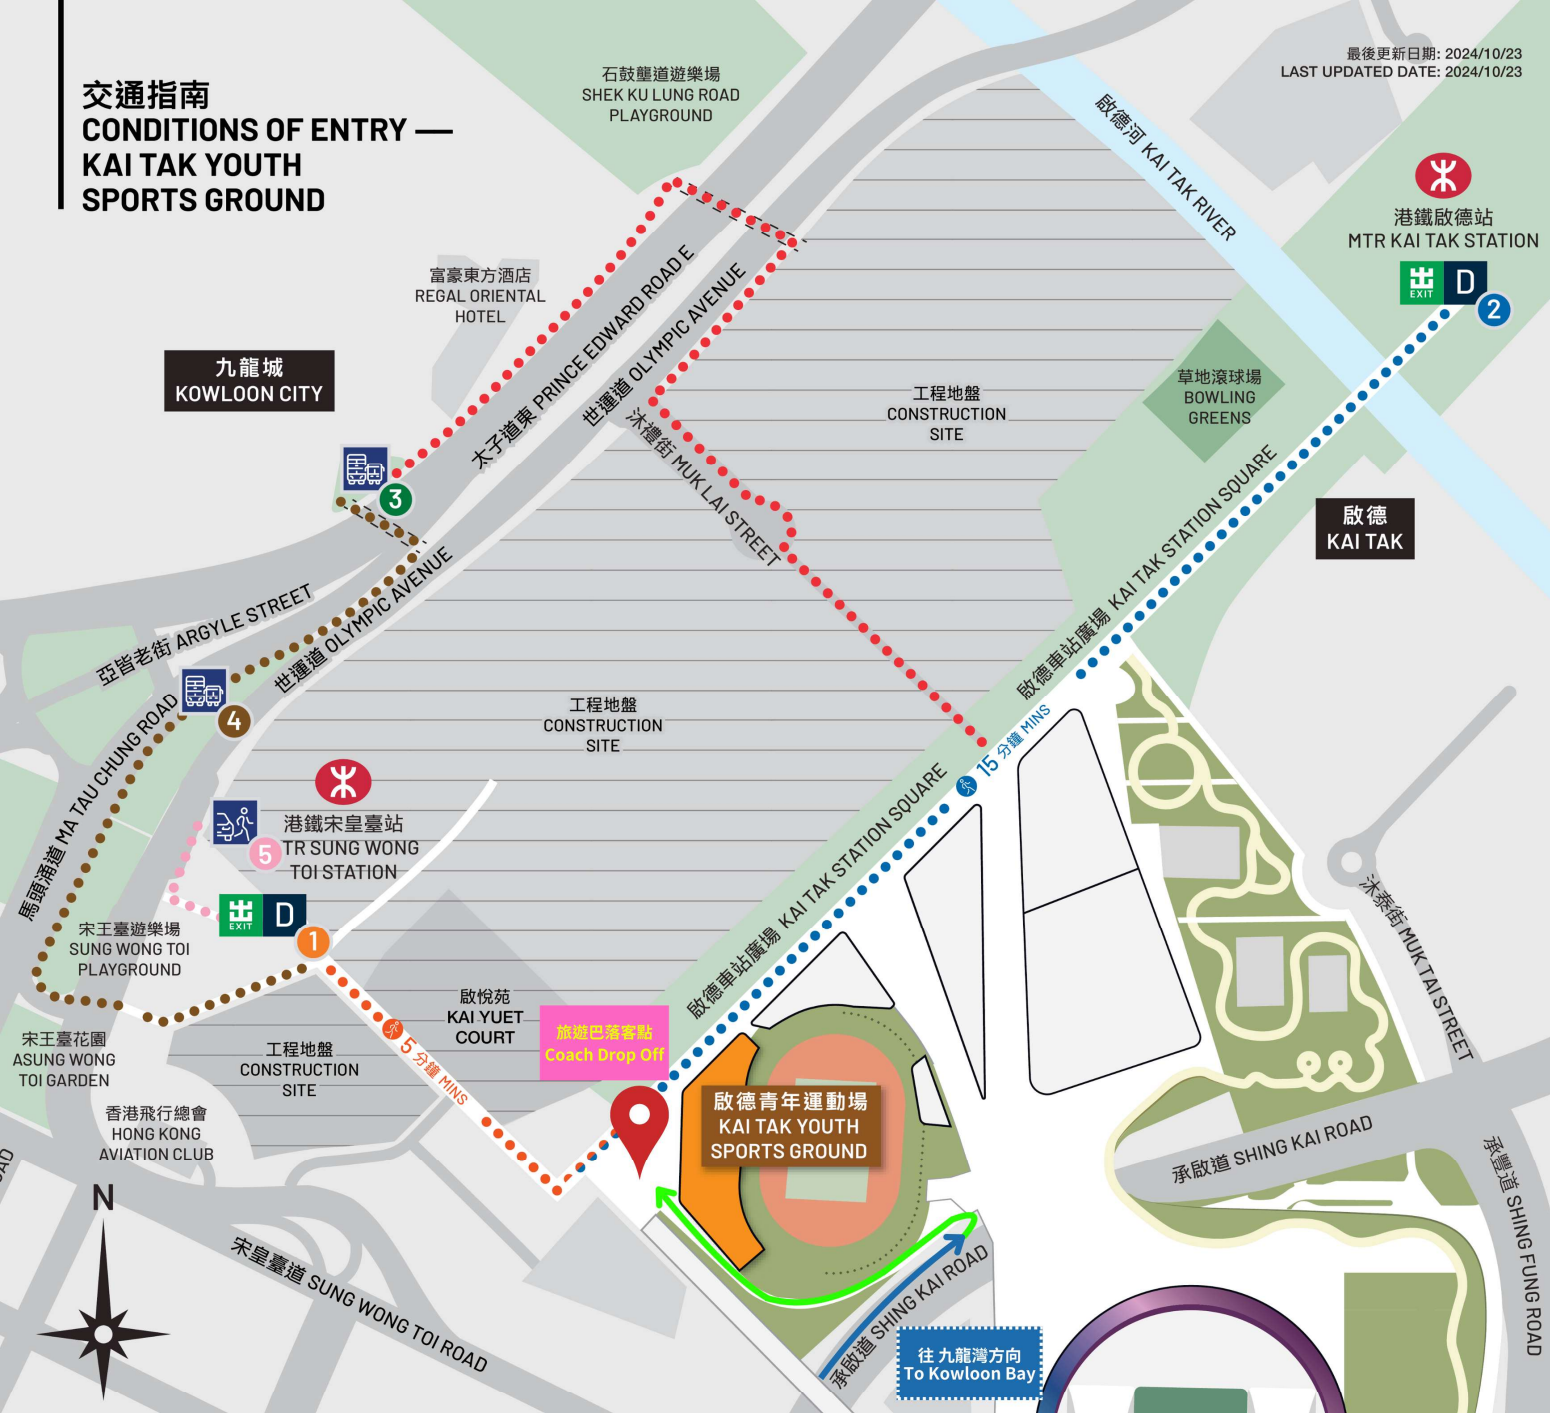 交通指南
CONDITIONS OF ENTRY —
KAI TAK YOUTH
SPORTS GROUND
最後更新日期: 2024/10/23
LAST UPDATED DATE: 2024/10/23
石鼓壟道遊樂場
SHEK KU LUNG ROAD
PLAYGROUND
啟德河 KAI TAK RIVER
港鐵啟德站
MTR KAI TAK STATION
出
EXIT
D
2
富豪東方酒店
REGAL ORIENTAL
HOTEL
太子道東 PRINCE EDWARD ROAD E
世運道 OLYMPIC AVENUE
九龍城
KOWLOON CITY
沐禮街 MUK LAI STREET
工程地盤
CONSTRUCTION
SITE
草地滾球場
BOWLING
GREENS
啟德車站廣場 KAI TAK STATION SQUARE
啟德
KAI TAK
3
亞皆老街 ARGYLE STREET
世運道 OLYMPIC AVENUE
4
馬頭涌道 MA TAU CHUNG ROAD
工程地盤
CONSTRUCTION
SITE
15 分鐘 MINS
啟德車站廣場 KAI TAK STATION SQUARE
5
港鐵宋皇臺站
TR SUNG WONG
TOI STATION
出
EXIT
D
1
宋王臺遊樂場
SUNG WONG TOI
PLAYGROUND
沐泰街 MUK TAI STREET
啟悅苑
KAI YUET
COURT
旅遊巴落客點
Coach Drop Off
5 分鐘 MINS
宋王臺花園
ASUNG WONG
TOI GARDEN
工程地盤
CONSTRUCTION
SITE
香港飛行總會
HONG KONG
AVIATION CLUB
啟德青年運動場
KAI TAK YOUTH
SPORTS GROUND
承啟道 SHING KAI ROAD
承豐道 SHING FUNG ROAD
OAD
N
宋皇臺道 SUNG WONG TOI ROAD
承啟道 SHING KAI ROAD
往 九龍灣方向
To Kowloon Bay